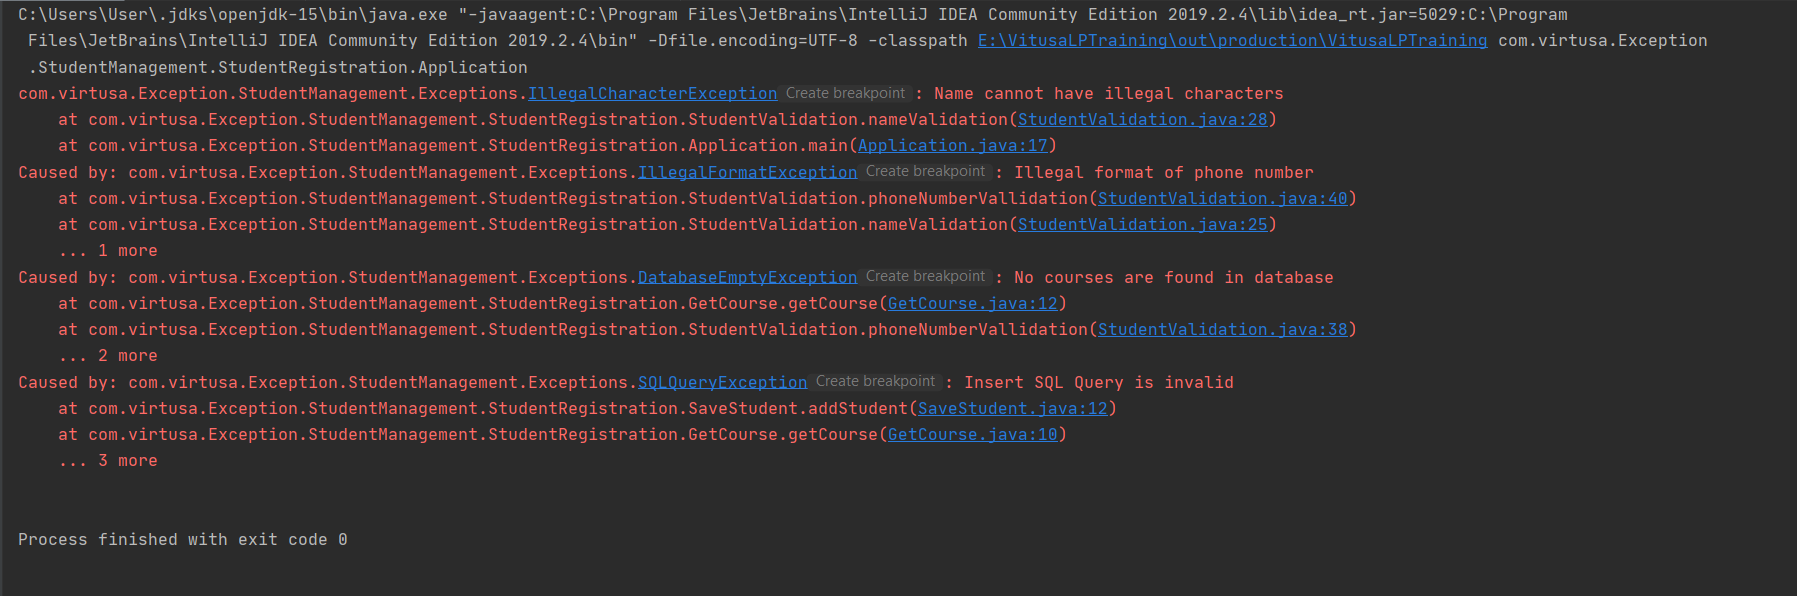 C:\Users\User\.jdks\openjdk-15\bin\java.exe "-javaagent:C:\Program Files\JetBrains\IntelliJ IDEA Community Edition 2019.2.4\lib\idea_rt.jar=5029:C:\Program
Files\JetBrains\IntelliJ IDEA Community Edition 2019.2.4\bin" -Dfile.encoding=UTF-8 -classpath E:\VitusaLPTraining\out\production\VitusaLPTraining com.virtusa.Exception
.StudentManagement.StudentRegistration.Application
com.virtusa.Exception.StudentManagement.Exceptions.IllegalCharacterException Create breakpoint : Name cannot have illegal characters
at com.virtusa.Exception.StudentManagement.StudentRegistration.StudentValidation.nameValidation(StudentValidation.java:28)
at com.virtusa.Exception.StudentManagement.StudentRegistration.Application.main(Application.java:17)
Caused by: com.virtusa.Exception.StudentManagement.Exceptions.IllegalFormatException Create breakpoint : Illegal format of phone number
at com.virtusa.Exception.StudentManagement.StudentRegistration.StudentValidation.phoneNumberVallidation(StudentValidation.java:40)
at com.virtusa.Exception.StudentManagement.StudentRegistration.StudentValidation.nameValidation(StudentValidation.java:25)
... 1 more
Caused by: com.virtusa.Exception.StudentManagement.Exceptions.DatabaseEmptyException Create breakpoint : No courses are found in database
at com.virtusa.Exception.StudentManagement.StudentRegistration.GetCourse.getCourse(GetCourse.java:12)
at com.virtusa.Exception.StudentManagement.StudentRegistration.StudentValidation.phoneNumberVallidation(StudentValidation.java:38)
... 2 more
Caused by: com.virtusa.Exception.StudentManagement.Exceptions.SQLQueryException Create breakpoint : Insert SQL Query is invalid
at com.virtusa.Exception.StudentManagement.StudentRegistration.SaveStudent.addStudent(SaveStudent.java:12)
at com.virtusa.Exception.StudentManagement.StudentRegistration.GetCourse.getCourse(GetCourse.java:10)
... 3 more
Process finished with exit code 0